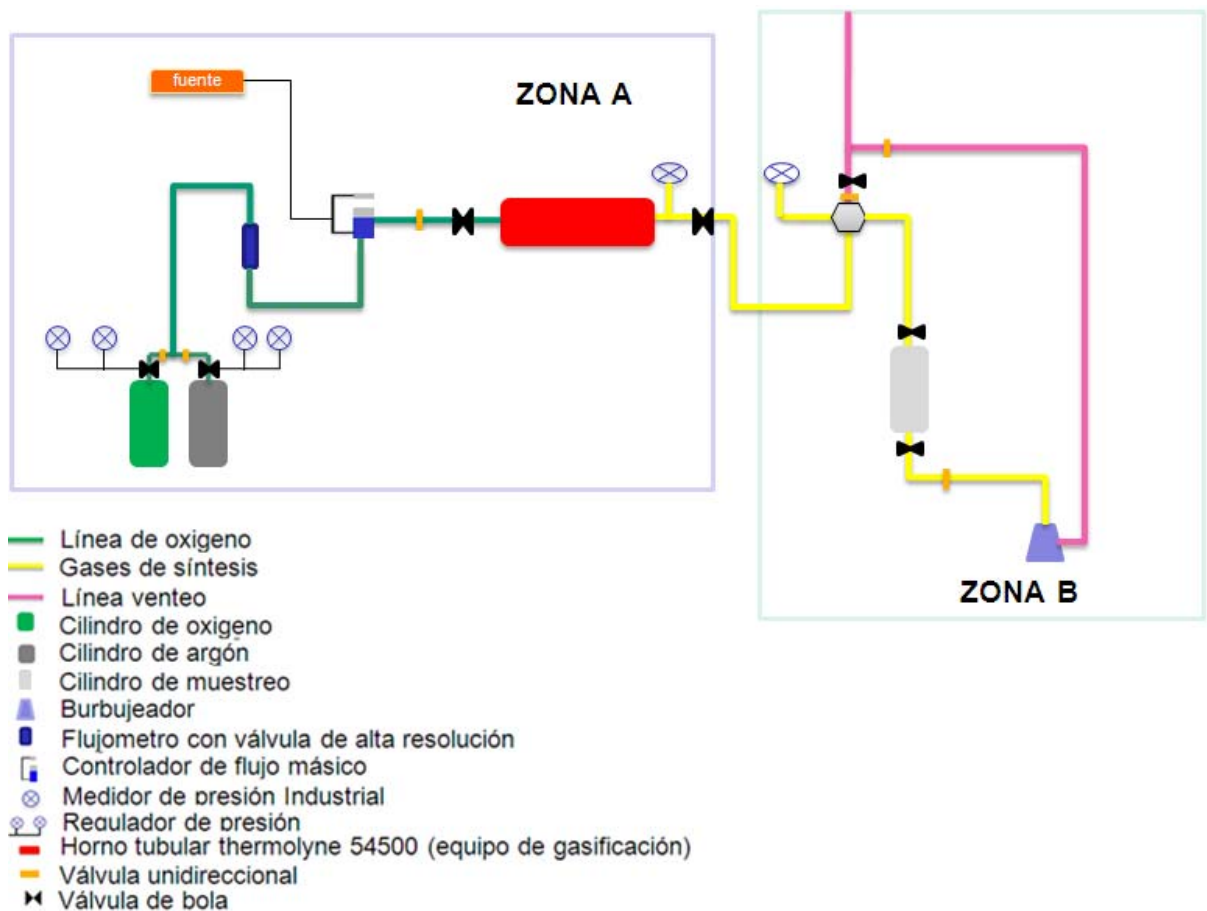 fuente
ZONA A
ZONA B
Línea de oxigeno
Gases de síntesis
Línea venteo
Cilindro de oxigeno
Cilindro de argón
Cilindro de muestreo
Burbujeador
Flujometro con válvula de alta resolución
Controlador de flujo másico
Medidor de presión Industrial
Regulador de presión
Horno tubular thermolyne 54500 (equipo de gasificación)
Válvula unidireccional
Válvula de bola